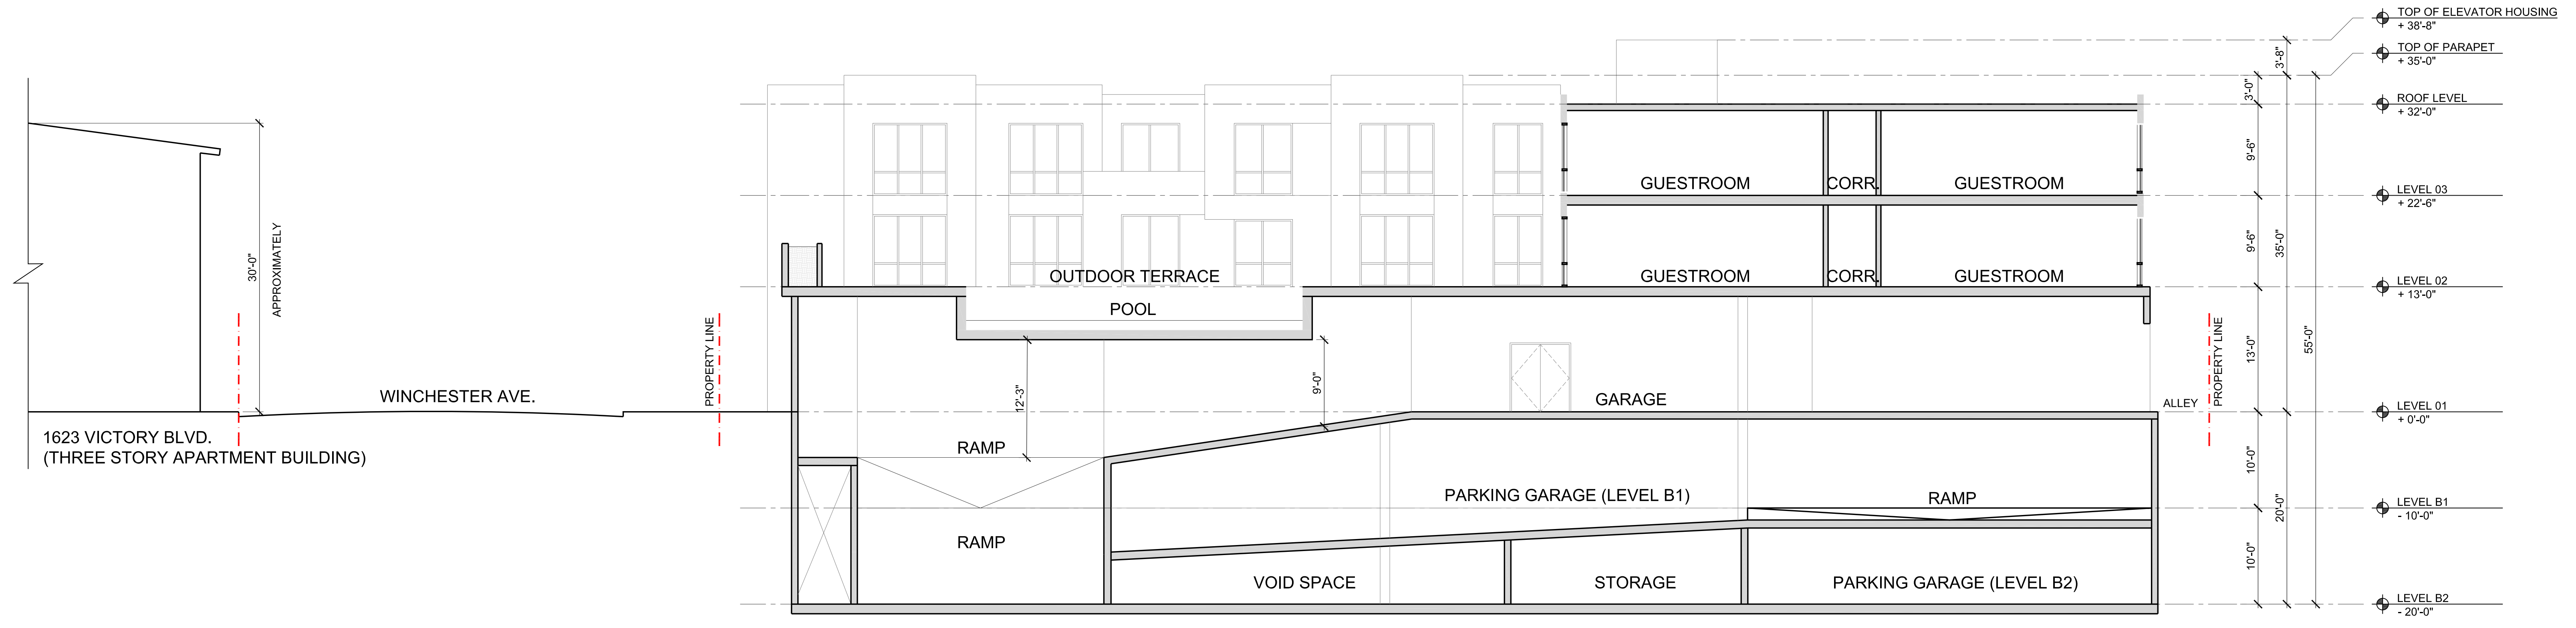 TOP OF ELEVATOR HOUSING
+ 38'-8"
TOP OF PARAPET
+ 35'-0"
3'-8"
3'-0"
ROOF LEVEL
+ 32'-0"
9'-6"
GUESTROOM
CORR.
GUESTROOM
LEVEL 03
+ 22'-6"
30'-0"
APPROXIMATELY
9'-6"
35'-0"
OUTDOOR TERRACE
GUESTROOM
CORR.
GUESTROOM
LEVEL 02
+ 13'-0"
POOL
PROPERTY LINE
PROPERTY LINE
13'-0"
55'-0"
12'-3"
9'-0"
WINCHESTER AVE.
GARAGE
ALLEY
LEVEL 01
+ 0'-0"
1623 VICTORY BLVD.
(THREE STORY APARTMENT BUILDING)
RAMP
10'-0"
PARKING GARAGE (LEVEL B1)
RAMP
20'-0"
LEVEL B1
- 10'-0"
RAMP
10'-0"
VOID SPACE
STORAGE
PARKING GARAGE (LEVEL B2)
LEVEL B2
- 20'-0"